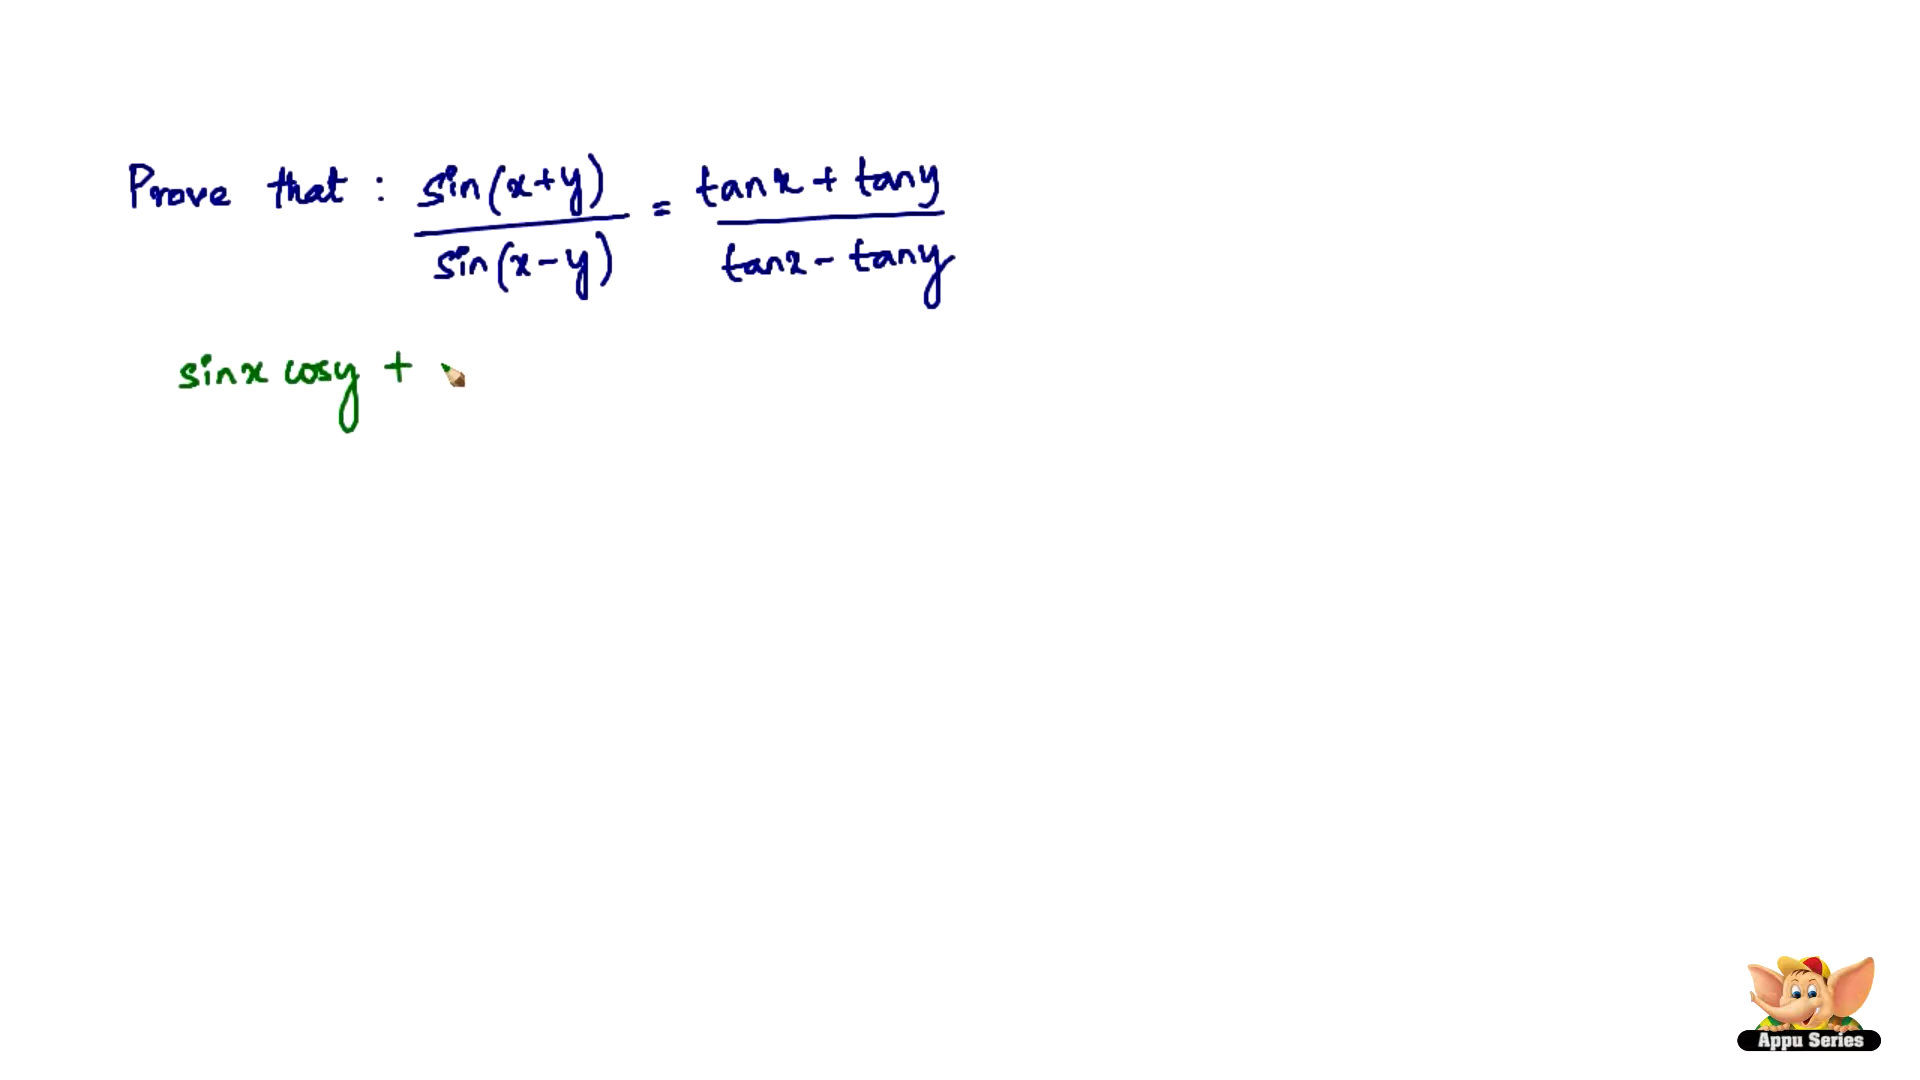 Prove that : sin(x+y) / sin(x-y) = tanx + tany / tanx - tany
sinx cosy +
Appu Series